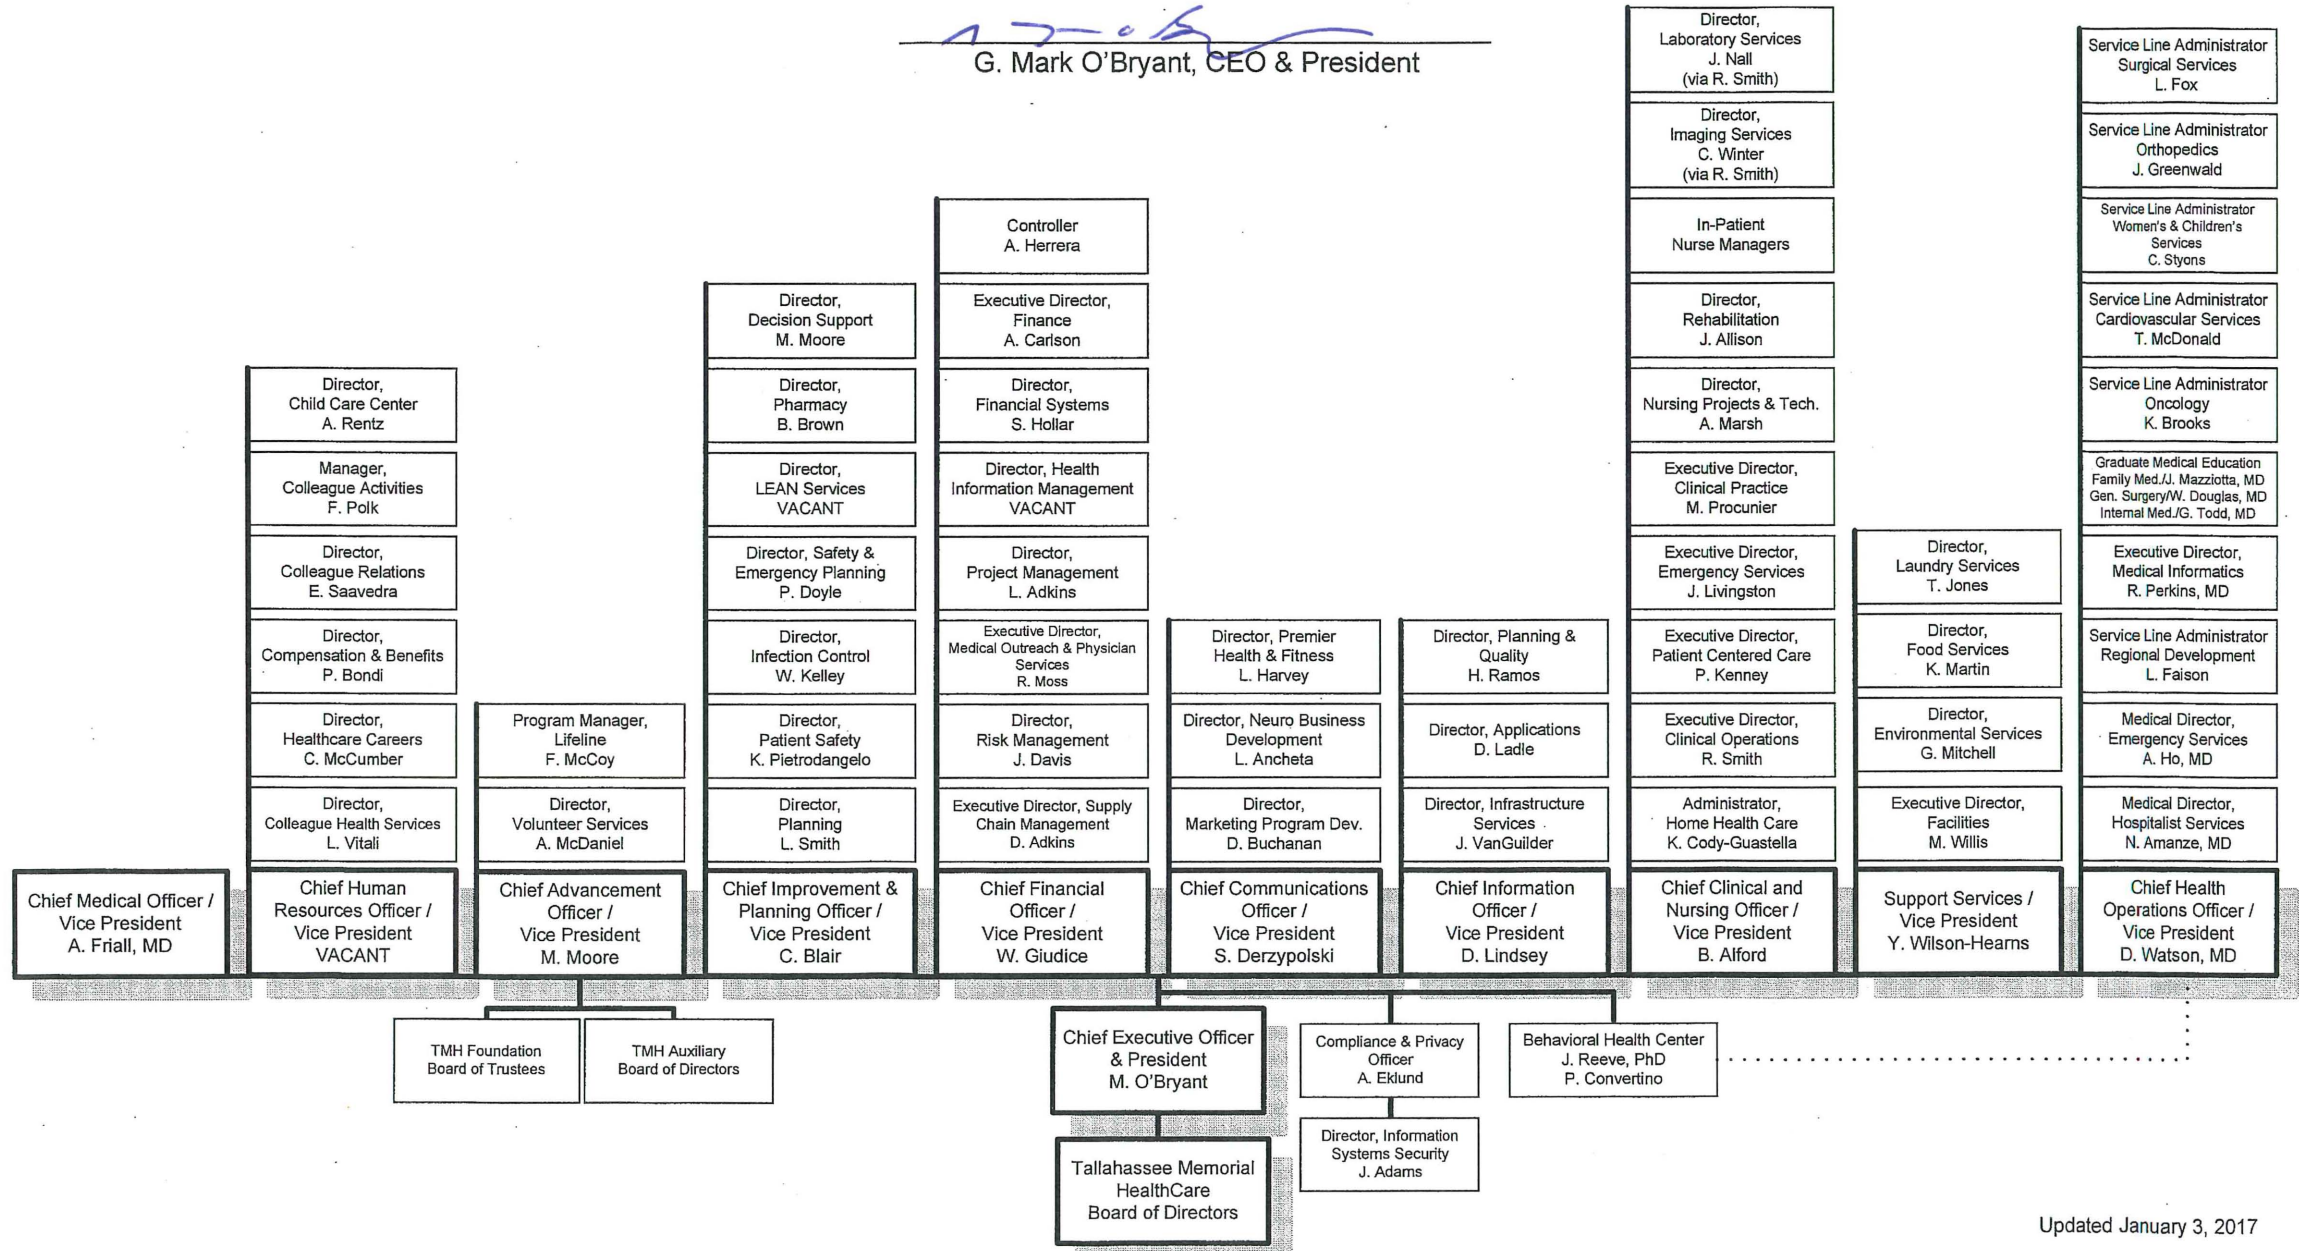 G. Mark O'Bryant, CEO & President
Director,
Child Care Center
A. Rentz
Manager,
Colleague Activities
F. Polk
Director,
Colleague Relations
E. Saavedra
Director,
Compensation & Benefits
P. Bondi
Director,
Healthcare Careers
C. McCumber
Director,
Colleague Health Services
L. Vitali
Program Manager,
Lifeline
F. McCoy
Director,
Volunteer Services
A. McDaniel
Director,
Decision Support
M. Moore
Director,
Pharmacy
B. Brown
Director,
LEAN Services
VACANT
Director, Safety &
Emergency Planning
P. Doyle
Director,
Infection Control
W. Kelley
Director,
Patient Safety
K. Pietrodangelo
Director,
Planning
L. Smith
Controller
A. Herrera
Executive Director,
Finance
A. Carlson
Director,
Financial Systems
S. Hollar
Director, Health
Information Management
VACANT
Director,
Project Management
L. Adkins
Executive Director,
Medical Outreach & Physician
Services
R. Moss
Director,
Risk Management
J. Davis
Executive Director, Supply
Chain Management
D. Adkins
Director, Premier
Health & Fitness
L. Harvey
Director, Neuro Business
Development
L. Ancheta
Director,
Marketing Program Dev.
D. Buchanan
Director, Planning &
Quality
H. Ramos
Director, Applications
D. Ladle
Director, Infrastructure
Services
J. VanGuilder
Director,
Laboratory Services
J. Nall
(via R. Smith)
Director,
Imaging Services
C. Winter
(via R. Smith)
In-Patient
Nurse Managers
Director,
Rehabilitation
J. Allison
Director,
Nursing Projects & Tech.
A. Marsh
Executive Director,
Clinical Practice
M. Procunier
Executive Director,
Emergency Services
J. Livingston
Executive Director,
Patient Centered Care
P. Kenney
Executive Director,
Clinical Operations
R. Smith
Administrator,
Home Health Care
K. Cody-Guastella
Director,
Laundry Services
T. Jones
Director,
Food Services
K. Martin
Director,
Environmental Services
G. Mitchell
Executive Director,
Facilities
M. Willis
Service Line Administrator
Surgical Services
L. Fox
Service Line Administrator
Orthopedics
J. Greenwald
Service Line Administrator
Women's & Children's
Services
C. Styons
Service Line Administrator
Cardiovascular Services
T. McDonald
Service Line Administrator
Oncology
K. Brooks
Graduate Medical Education
Family Med./J. Mazziotta, MD
Gen. Surgery/W. Douglas, MD
Internal Med./G. Todd, MD
Executive Director,
Medical Informatics
R. Perkins, MD
Service Line Administrator
Regional Development
L. Faison
Medical Director,
Emergency Services
A. Ho, MD
Medical Director,
Hospitalist Services
N. Amanze, MD
Chief Medical Officer /
Vice President
A. Friall, MD
Chief Human
Resources Officer /
Vice President
VACANT
Chief Advancement
Officer /
Vice President
M. Moore
Chief Improvement &
Planning Officer /
Vice President
C. Blair
Chief Financial
Officer /
Vice President
W. Giudice
Chief Communications
Officer /
Vice President
S. Derzypolski
Chief Information
Officer /
Vice President
D. Lindsey
Chief Clinical and
Nursing Officer /
Vice President
B. Alford
Support Services /
Vice President
Y. Wilson-Hearns
Chief Health
Operations Officer /
Vice President
D. Watson, MD
TMH Foundation
Board of Trustees
TMH Auxiliary
Board of Directors
Chief Executive Officer
& President
M. O'Bryant
Compliance & Privacy
Officer
A. Eklund
Behavioral Health Center
J. Reeve, PhD
P. Convertino
Director, Information
Systems Security
J. Adams
Tallahassee Memorial
HealthCare
Board of Directors
Updated January 3, 2017